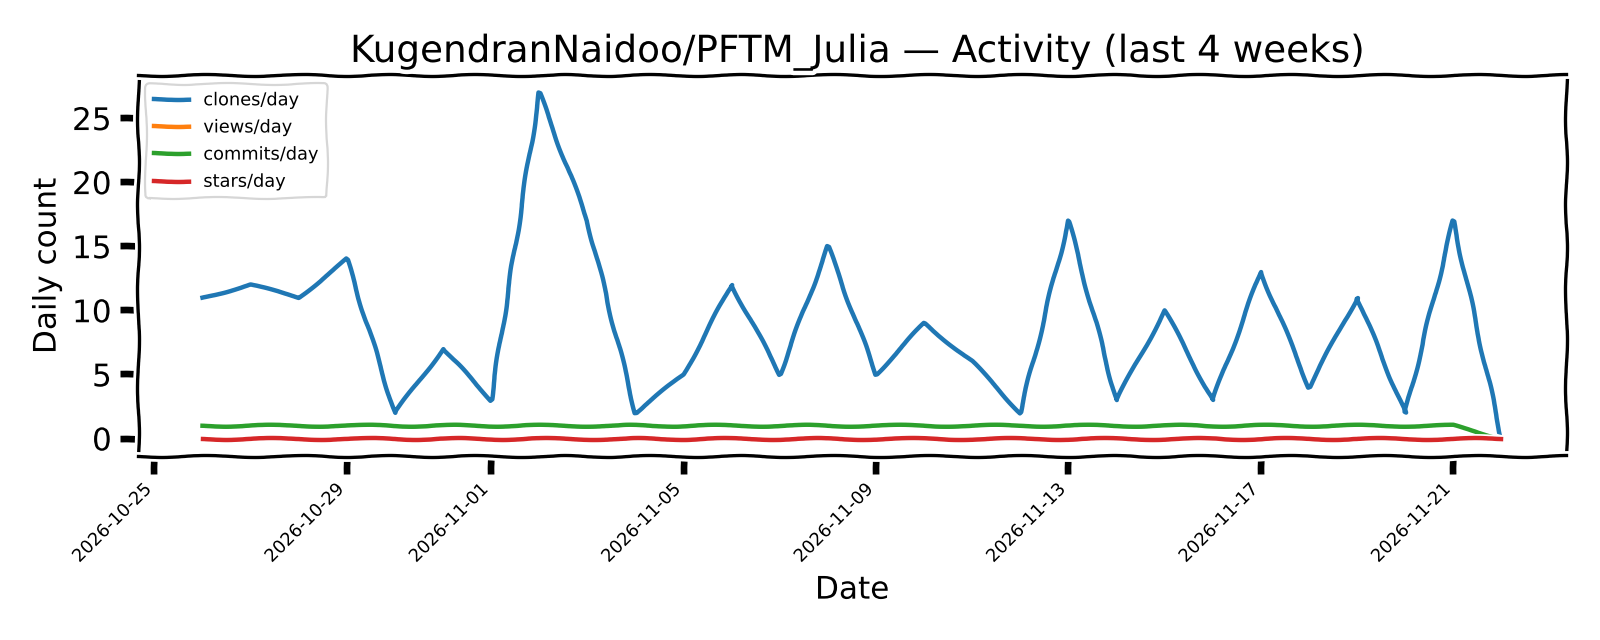 KugendranNaidoo/PFTM_Julia — Activity (last 4 weeks)
clones/day
views/day
commits/day
stars/day
Daily count
25
20
15
10
5
0
2026-10-25
2026-10-29
2026-11-01
2026-11-05
2026-11-09
2026-11-13
2026-11-17
2026-11-21
Date